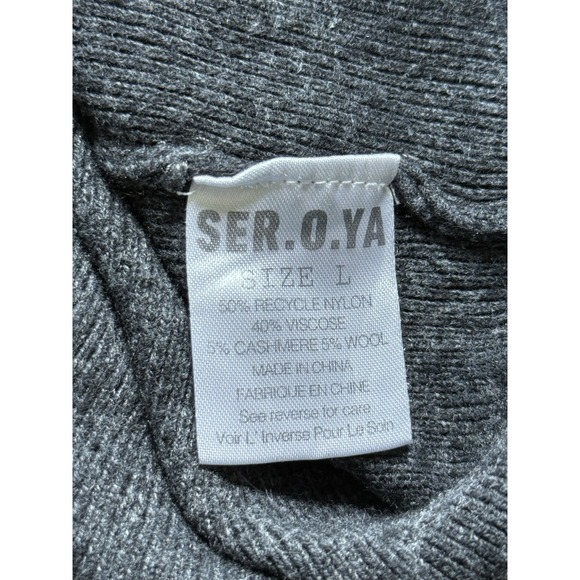 SER.O.YA
SIZE L
50% RECYCLE NYLON
40% VISCOSE
5% CASHMERE 5% WOOL
MADE IN CHINA
FABRIQUE EN CHINE
See reverse for care
Voir L' Inverse Pour Le Soin